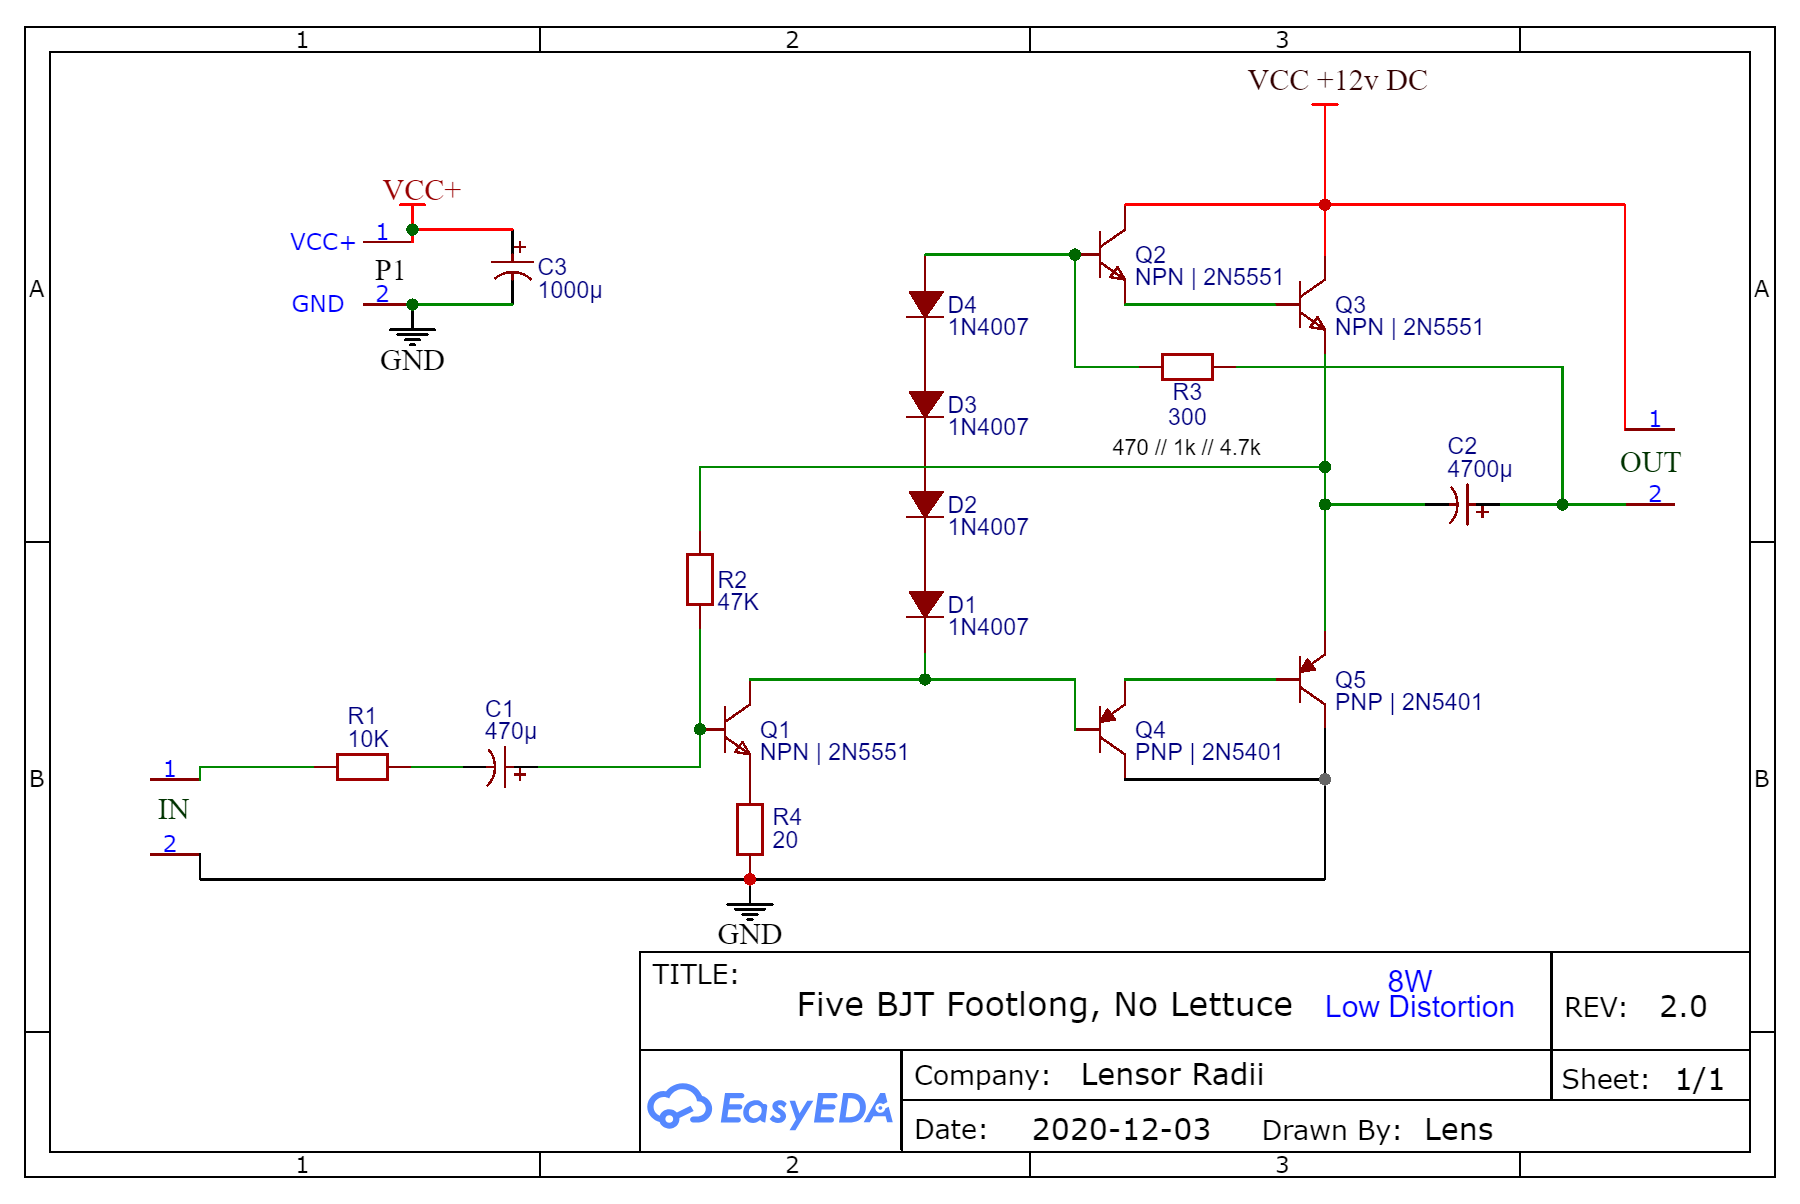 1 2 3
VCC +12v DC
VCC+
VCC+ 1
P1
GND 2
GND
+
C3
1000µ
A
A
Q2
NPN | 2N5551
Q3
NPN | 2N5551
D4
1N4007
D3
1N4007
R3
300
470 // 1k // 4.7k
C2
4700µ
+
1
OUT
2
D2
1N4007
D1
1N4007
R2
47K
Q5
PNP | 2N5401
Q4
PNP | 2N5401
Q1
NPN | 2N5551
R1
10K
C1
470µ
+
1
IN
2
B
B
R4
20
GND
TITLE:
Five BJT Footlong, No Lettuce
8W
Low Distortion
REV: 2.0
EasyEDA
Company: Lensor Radii
Sheet: 1/1
Date: 2020-12-03 Drawn By: Lens
1 2 3